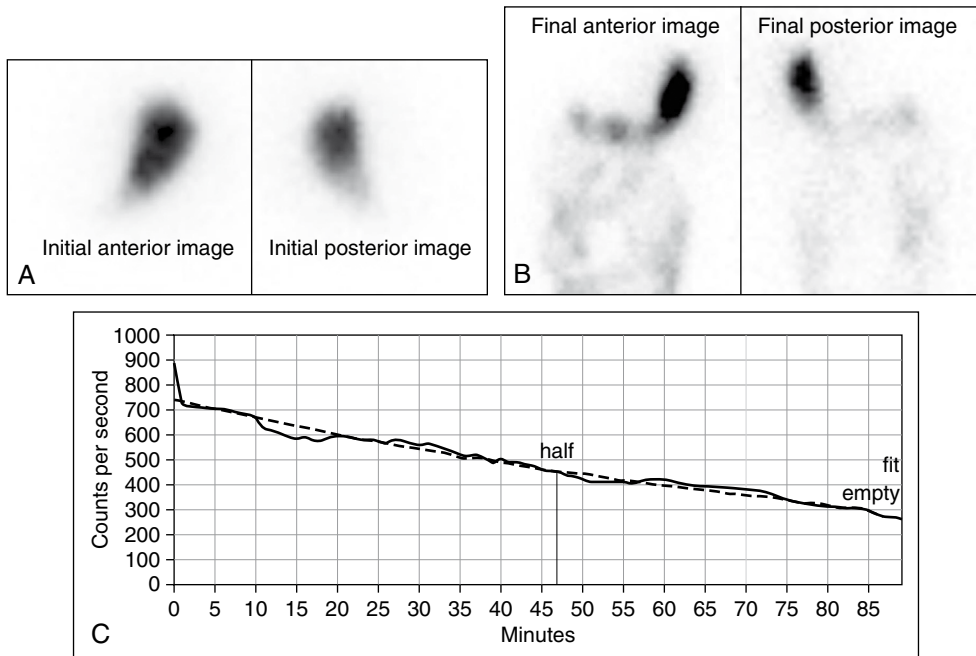 Initial anterior image
Initial posterior image
A
Final anterior image
Final posterior image
B
1000
900
800
700
600
500
400
300
200
100
0
Counts per second
half
fit
empty
0 5 10 15 20 25 30 35 40 45 50 55 60 65 70 75 80 85
Minutes
C